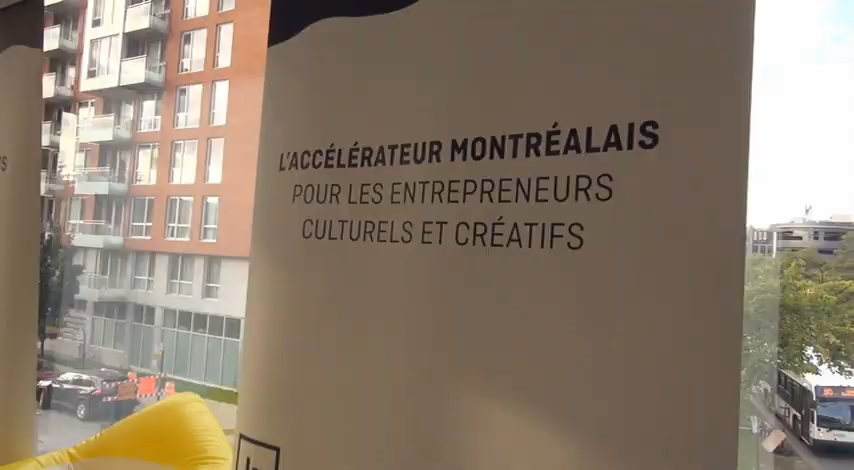 L'ACCÉLÉRATEUR MONTRÉALAIS
POUR LES ENTREPRENEURS
CULTURELS ET CRÉATIFS